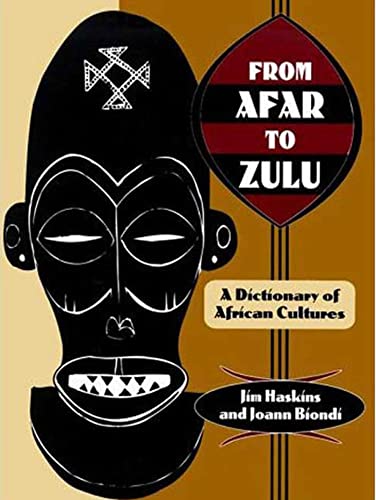 FROM
AFAR
TO
ZULU
A Dictionary of
African Cultures
Jim Haskins
and Joann Biondi